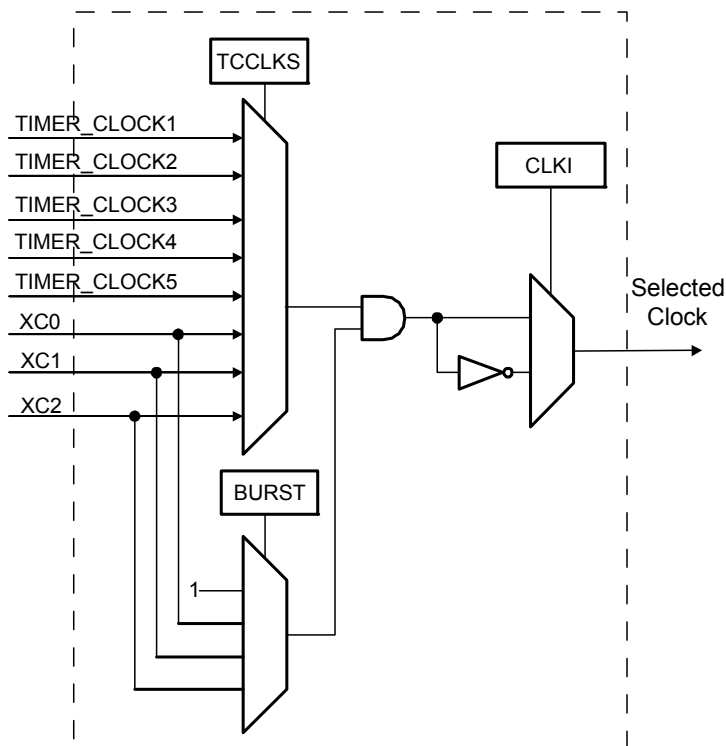 TCCLKS
TIMER_CLOCK1
TIMER_CLOCK2
CLKI
TIMER_CLOCK3
TIMER_CLOCK4
TIMER_CLOCK5
Selected
Clock
XC0
XC1
XC2
BURST
1